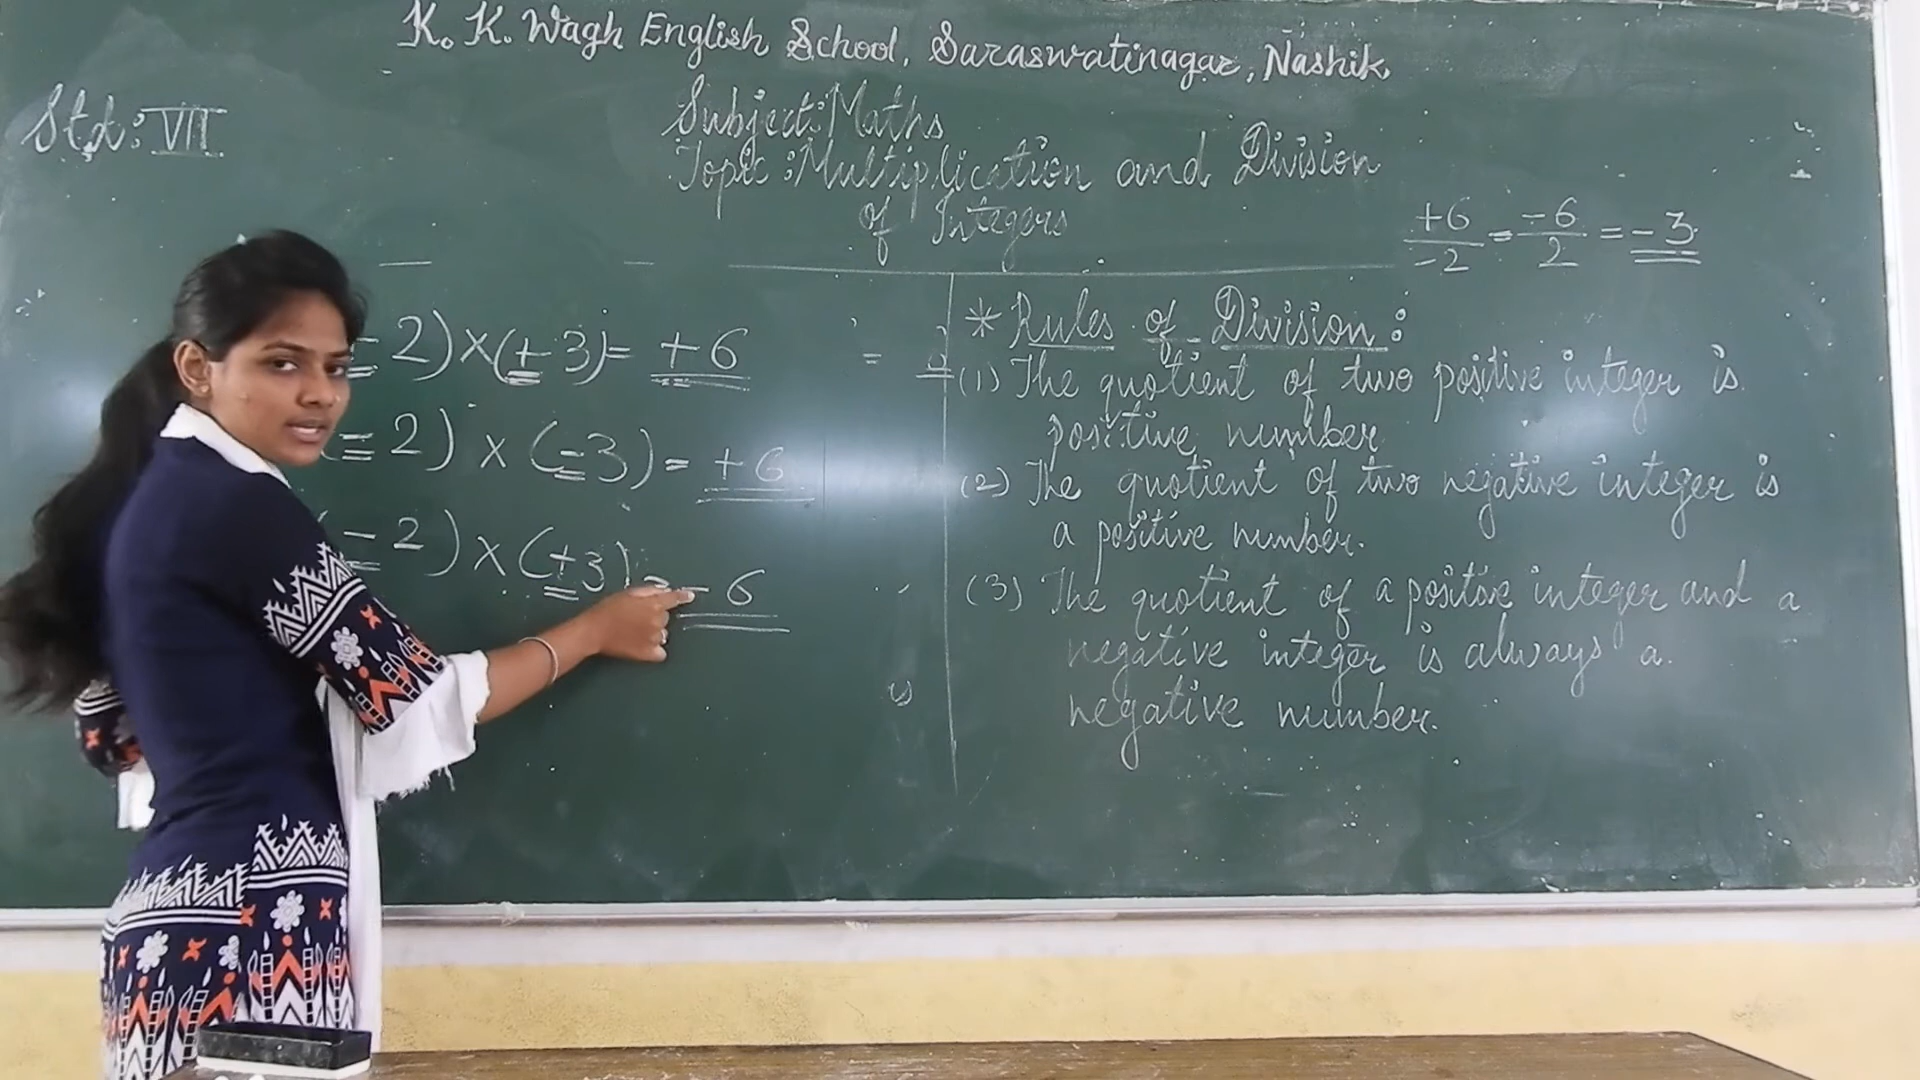 K. K. Wagh English School, Saraswatinagar, Nashik.
Std: VII
Subject: Maths
Topic: Multiplication and Division
of Integers
+6/-2 = -6/2 = -3
2) × (+3) = +6
- 2) × (-3) = +6
- 2) × (+3) = - 6
* Rules of Division:
(1) The quotient of two positive integer is
positive number
(2) The quotient of two negative integer is
a positive number.
(3) The quotient of a positive integer and a
negative integer is always a
negative number.